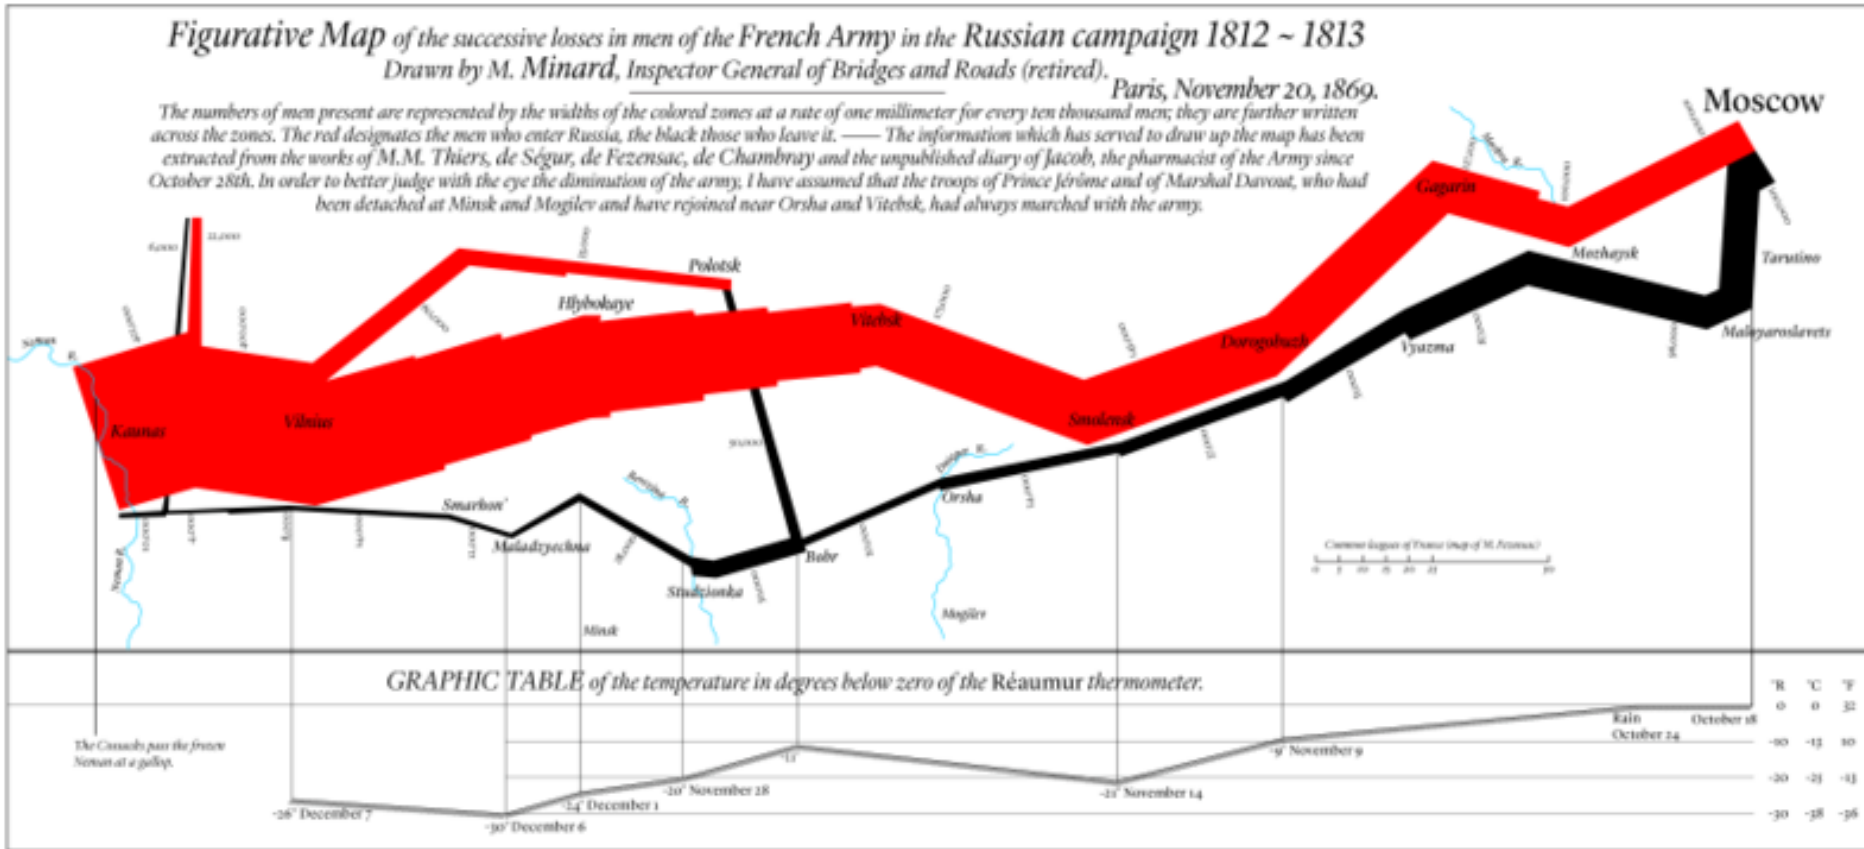 Figurative Map of the successive losses in men of the French Army in the Russian campaign 1812 ~ 1813
Drawn by M. Minard, Inspector General of Bridges and Roads (retired).
Paris, November 20, 1869.
The numbers of men present are represented by the widths of the colored zones at a rate of one millimeter for every ten thousand men; they are further written
across the zones. The red designates the men who enter Russia, the black those who leave it. —— The information which has served to draw up the map has been
extracted from the works of M.M. Thiers, de Ségur, de Fezensac, de Chambray and the unpublished diary of Jacob, the pharmacist of the Army since
October 28th. In order to better judge with the eye the diminution of the army, I have assumed that the troops of Prince Jérôme and of Marshal Davout, who had
been detached at Minsk and Mogilev and have rejoined near Orsha and Vitebsk, had always marched with the army.
Moscow
Gagarin
Mozhaysk
Tarutino
Maloyaroslavets
Vyazma
Dorogobuzh
Smolensk
Vitebsk
Polotsk
Hlybokaye
6,000
22,000
Kaunas
Vilnius
Smarhon'
Maladzyechna
Studzionka
Bobr
Orsha
Mogilev
Minsk
Common leagues of France (map of M. Fezensac)
GRAPHIC TABLE of the temperature in degrees below zero of the Réaumur thermometer.
°R °C °F
0 0 32
-10 -13 10
-20 -25 -13
-30 -38 -36
The Cossacks pass the frozen
Neman at a gallop.
-26° December 7
-30° December 6
-24° December 1
-20° November 28
-11°
-21° November 14
-9° November 9
Rain
October 24
October 18